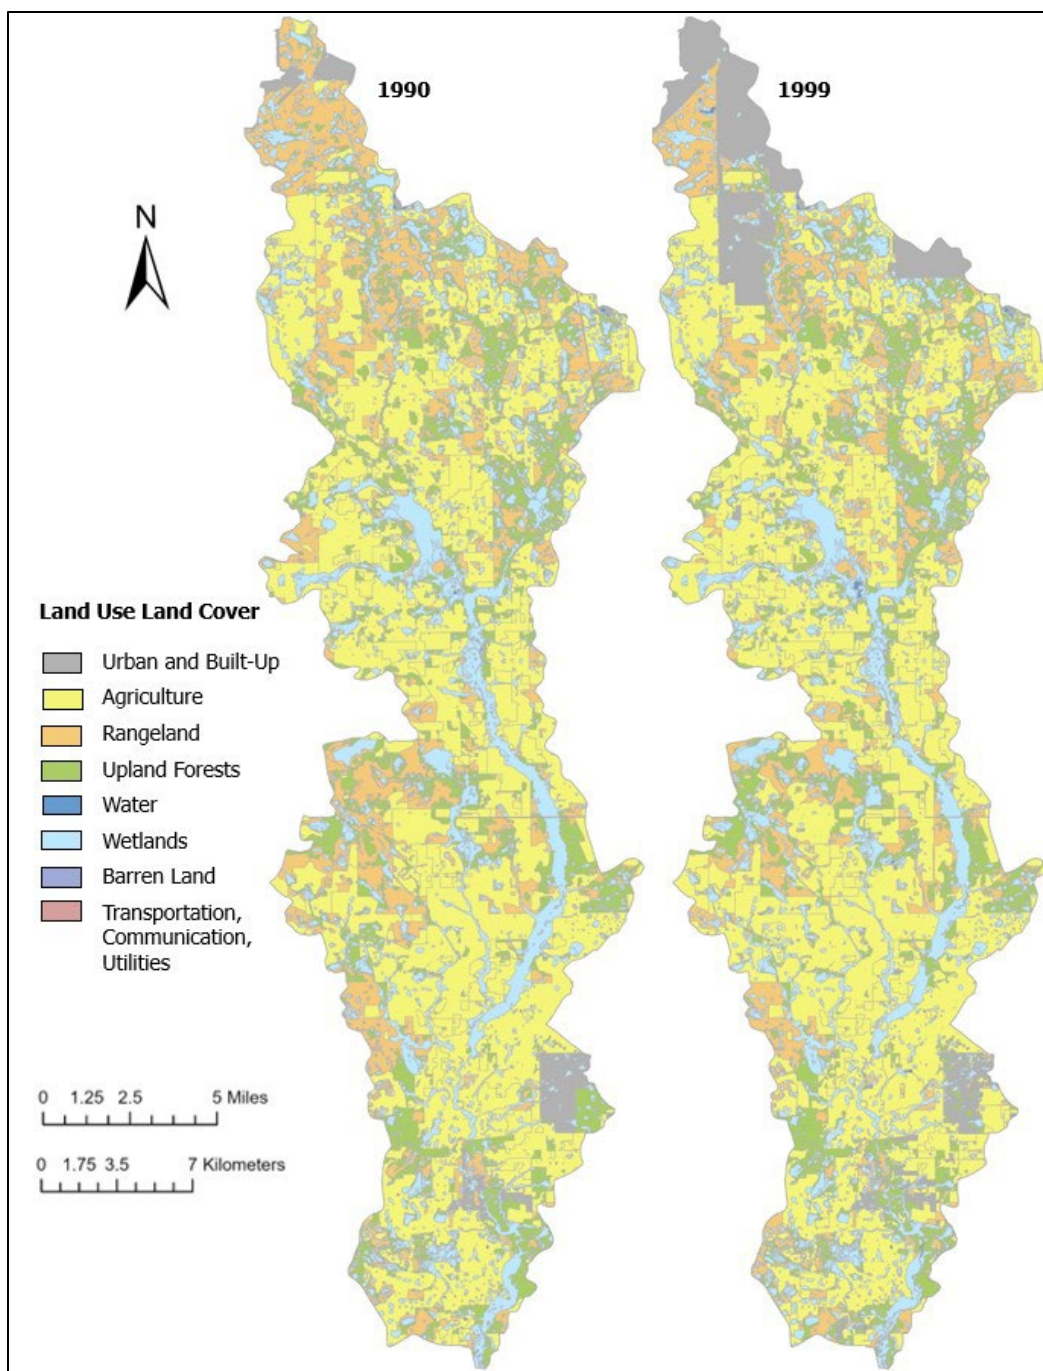 1990
1999
N
Land Use Land Cover
Urban and Built-Up
Agriculture
Rangeland
Upland Forests
Water
Wetlands
Barren Land
Transportation,
Communication,
Utilities
0 1.25 2.5 5 Miles
0 1.75 3.5 7 Kilometers